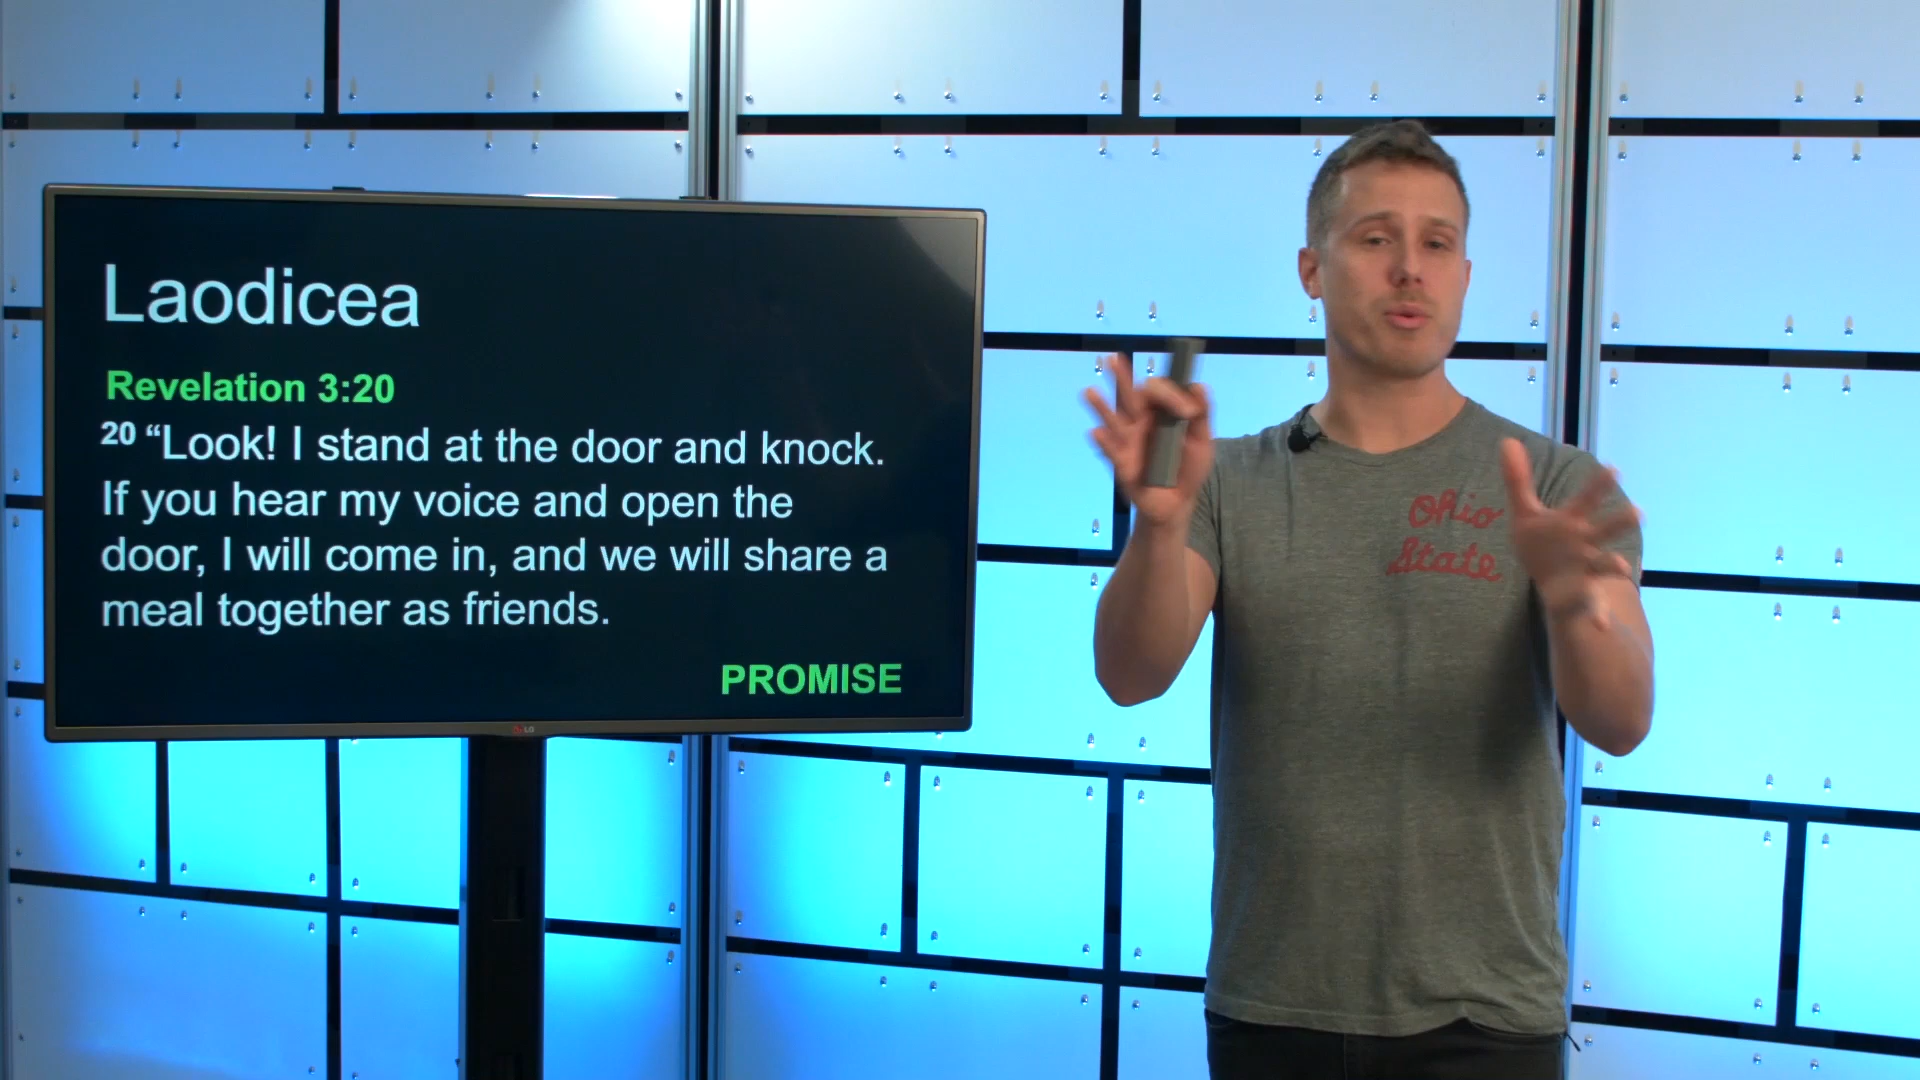 Laodicea
Revelation 3:20
20 “Look! I stand at the door and knock.
If you hear my voice and open the
door, I will come in, and we will share a
meal together as friends.
PROMISE
LG
Ohio
State